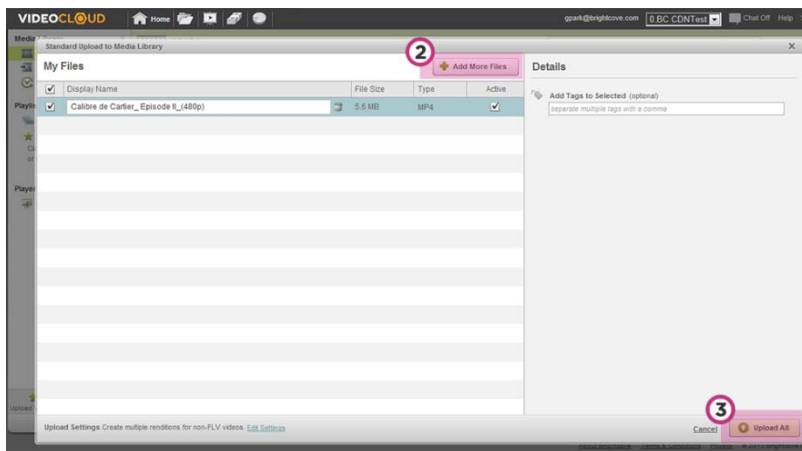 VIDEOCLOUD Home gpark@brightcove.com 0.BC CDNTest Chat Off Help
Standard Upload to Media Library X
2
My Files Add More Files Details
Display Name File Size Type Active
Add Tags to Selected (optional)
Calibre de Cartier_ Episode II_(480p) 5.6 MB MP4
separate multiple tags with a comma
3
Upload Settings Create multiple renditions for non-FLV videos. Edit Settings Cancel Upload All